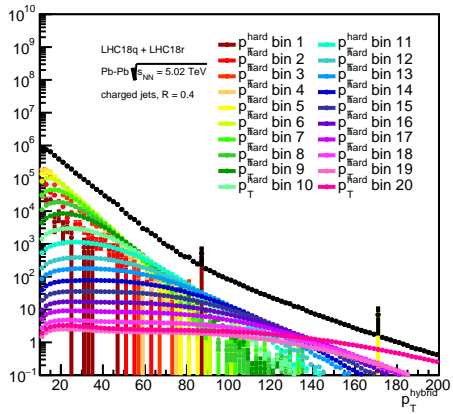 10^10
10^9
10^8
10^7
10^6
10^5
10^4
10^3
10^2
10
1
10^-1
LHC18q + LHC18r
Pb-Pb √s_NN = 5.02 TeV
charged jets, R = 0.4
p_T^hard bin 1
p_T^hard bin 2
p_T^hard bin 3
p_T^hard bin 4
p_T^hard bin 5
p_T^hard bin 6
p_T^hard bin 7
p_T^hard bin 8
p_T^hard bin 9
p_T^hard bin 10
p_T^hard bin 11
p_T^hard bin 12
p_T^hard bin 13
p_T^hard bin 14
p_T^hard bin 15
p_T^hard bin 16
p_T^hard bin 17
p_T^hard bin 18
p_T^hard bin 19
p_T^hard bin 20
20 40 60 80 100 120 140 160 180 200
p_T^hybrid